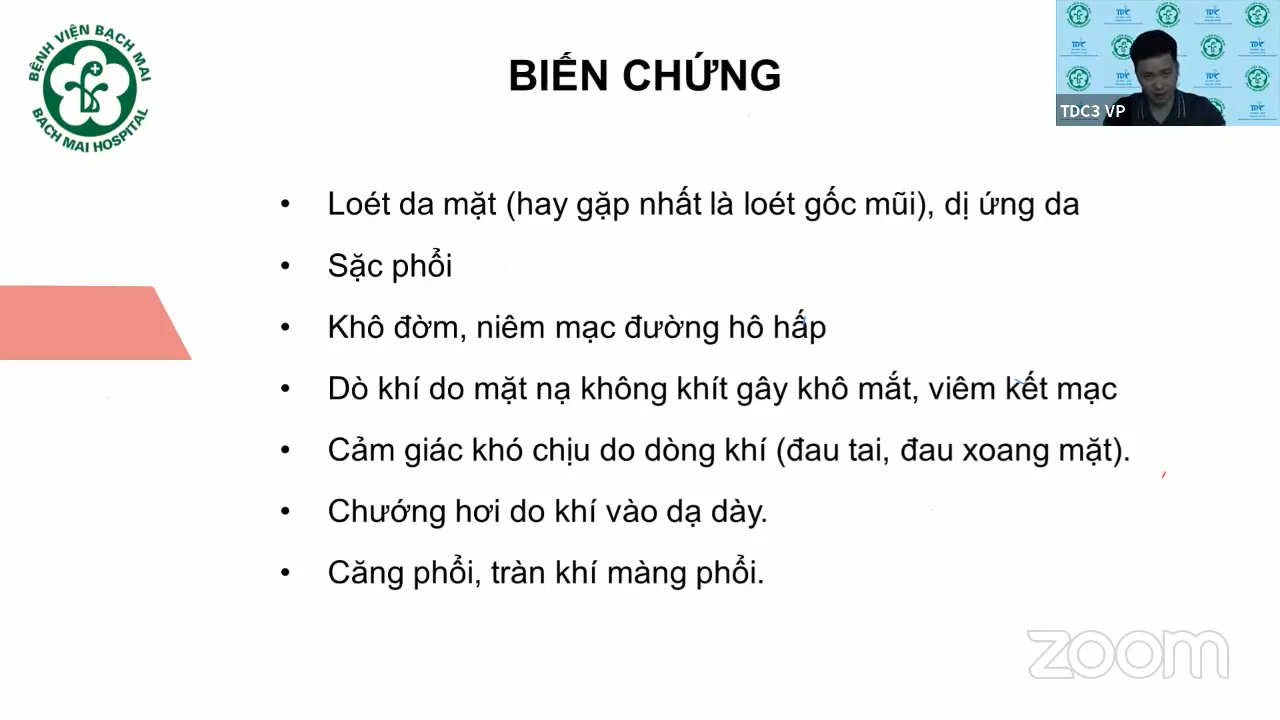 BỆNH VIỆN BẠCH MAI
BACH MAI HOSPITAL
BIẾN CHỨNG
TDC3 VP
• Loét da mặt (hay gặp nhất là loét gốc mũi), dị ứng da
• Sặc phổi
• Khô đờm, niêm mạc đường hô hấp
• Dò khí do mặt nạ không khít gây khô mắt, viêm kết mạc
• Cảm giác khó chịu do dòng khí (đau tai, đau xoang mặt).
• Chướng hơi do khí vào dạ dày.
• Căng phổi, tràn khí màng phổi.
zoom